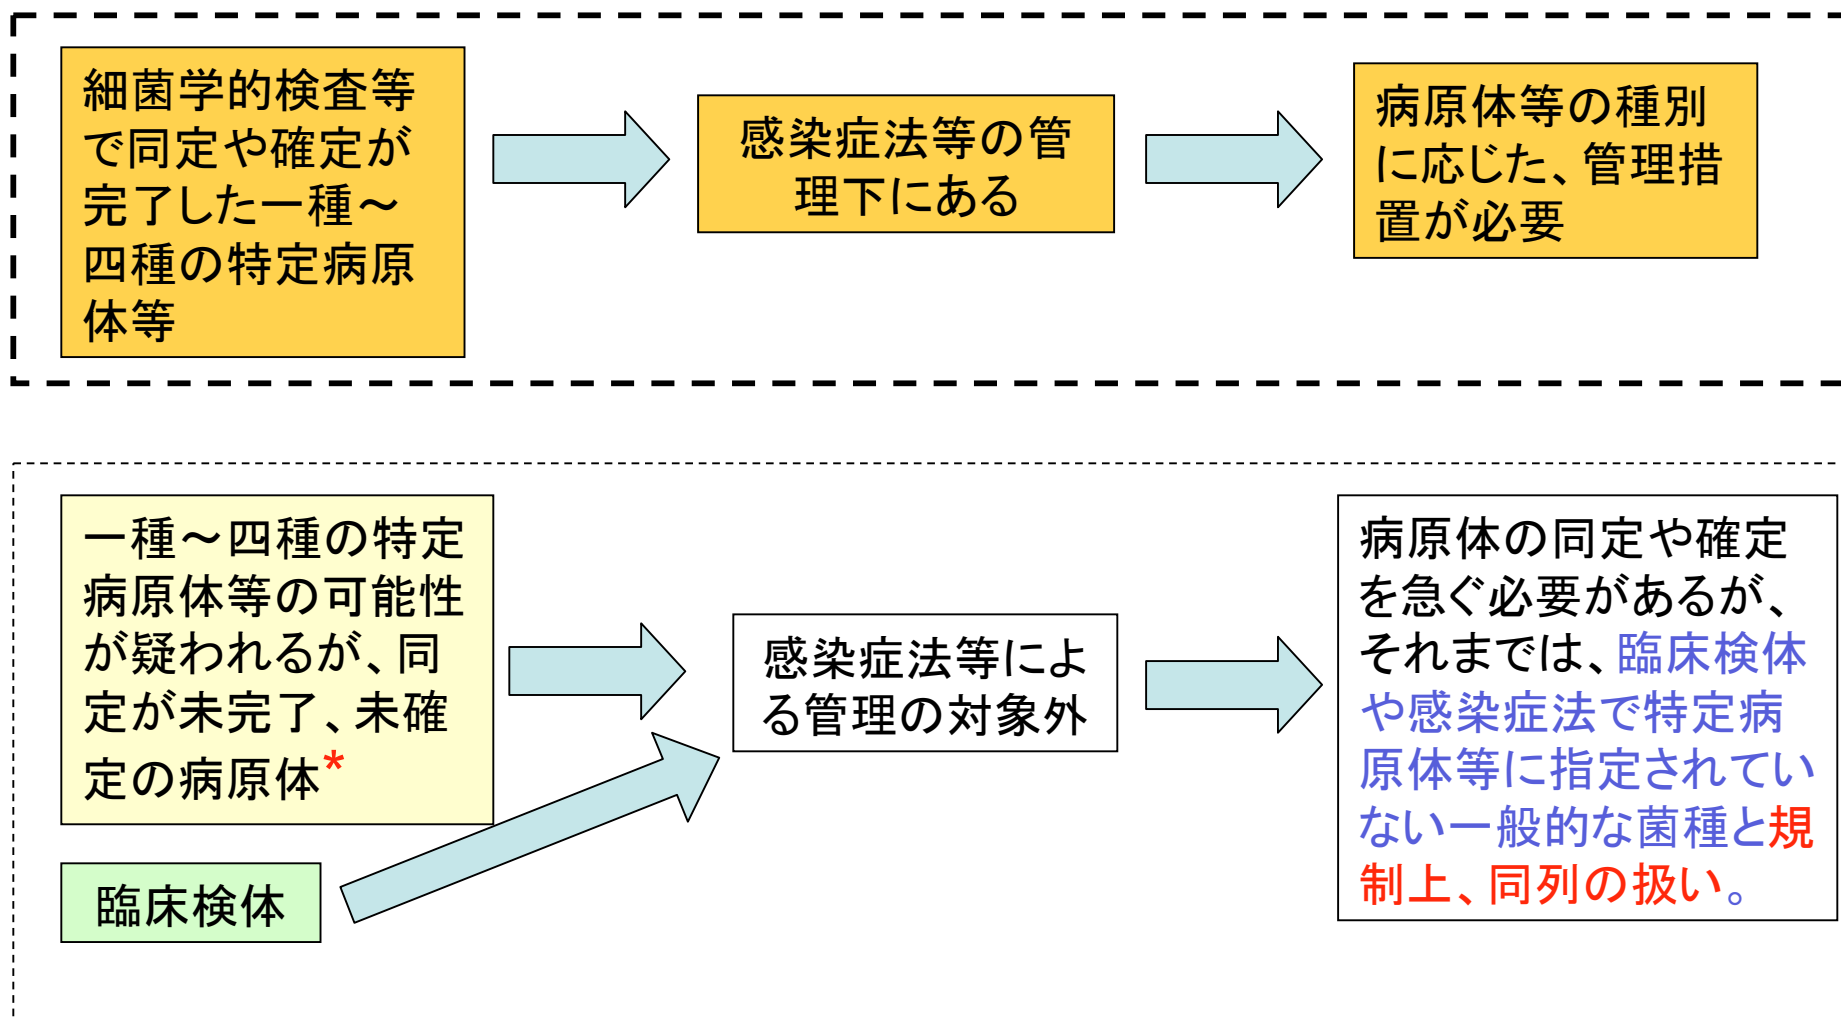 細菌学的検査等
で同定や確定が
完了した一種～
四種の特定病原
体等
感染症法等の管
理下にある
病原体等の種別
に応じた、管理措
置が必要
一種～四種の特定
病原体等の可能性
が疑われるが、同
定が未完了、未確
定の病原体*
臨床検体
感染症法等によ
る管理の対象外
病原体の同定や確定
を急ぐ必要があるが、
それまでは、臨床検体
や感染症法で特定病
原体等に指定されてい
ない一般的な菌種と規
制上、同列の扱い。